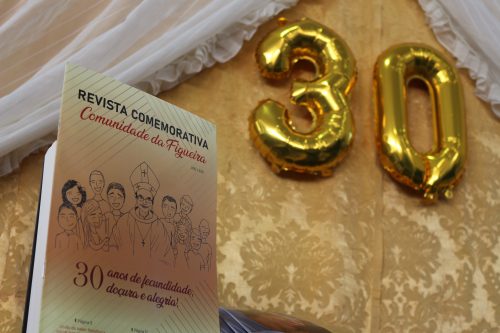 30
REVISTA COMEMORATIVA
Comunidade da Figueira
30 anos de fecundidade,
doçura e alegria!